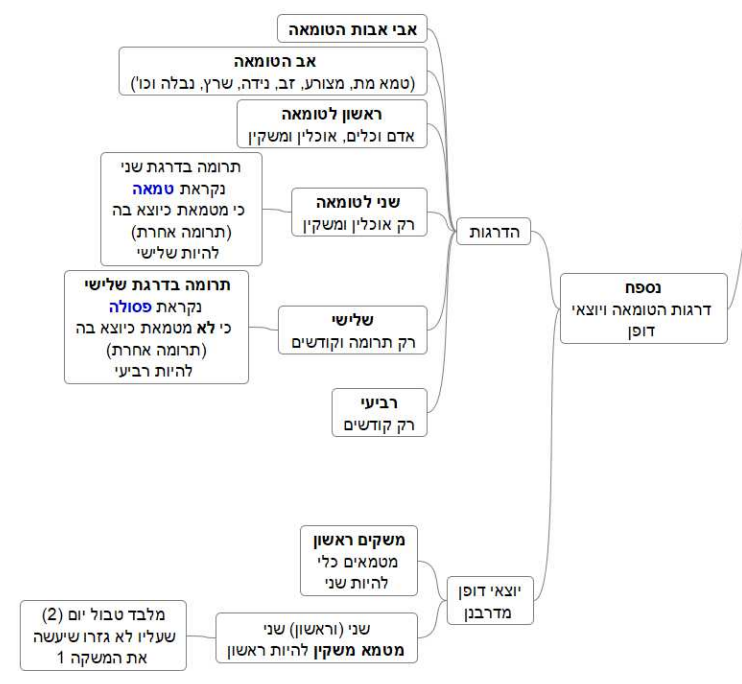 נספח
דרגות הטומאה ויוצאי
דופן
הדרגות
אבי אבות הטומאה
אב הטומאה
(טמא מת, מצורע, זב, נידה, שרץ, נבלה וכו')
ראשון לטומאה
אדם וכלים, אוכלין ומשקין
שני לטומאה
רק אוכלין ומשקין
תרומה בדרגת שני
נקראת טמאה
כי מטמאת כיוצא בה
(תרומה אחרת)
להיות שלישי
שלישי
רק תרומה וקודשים
תרומה בדרגת שלישי
נקראת פסולה
כי לא מטמאת כיוצא בה
(תרומה אחרת)
להיות רביעי
רביעי
רק קודשים
יוצאי דופן
מדרבנן
משקים ראשון
מטמאים כלי
להיות שני
שני (וראשון) שני
מטמא משקין להיות ראשון
מלבד טבול יום (2)
שעליו לא גזרו שיעשה
את המשקה 1